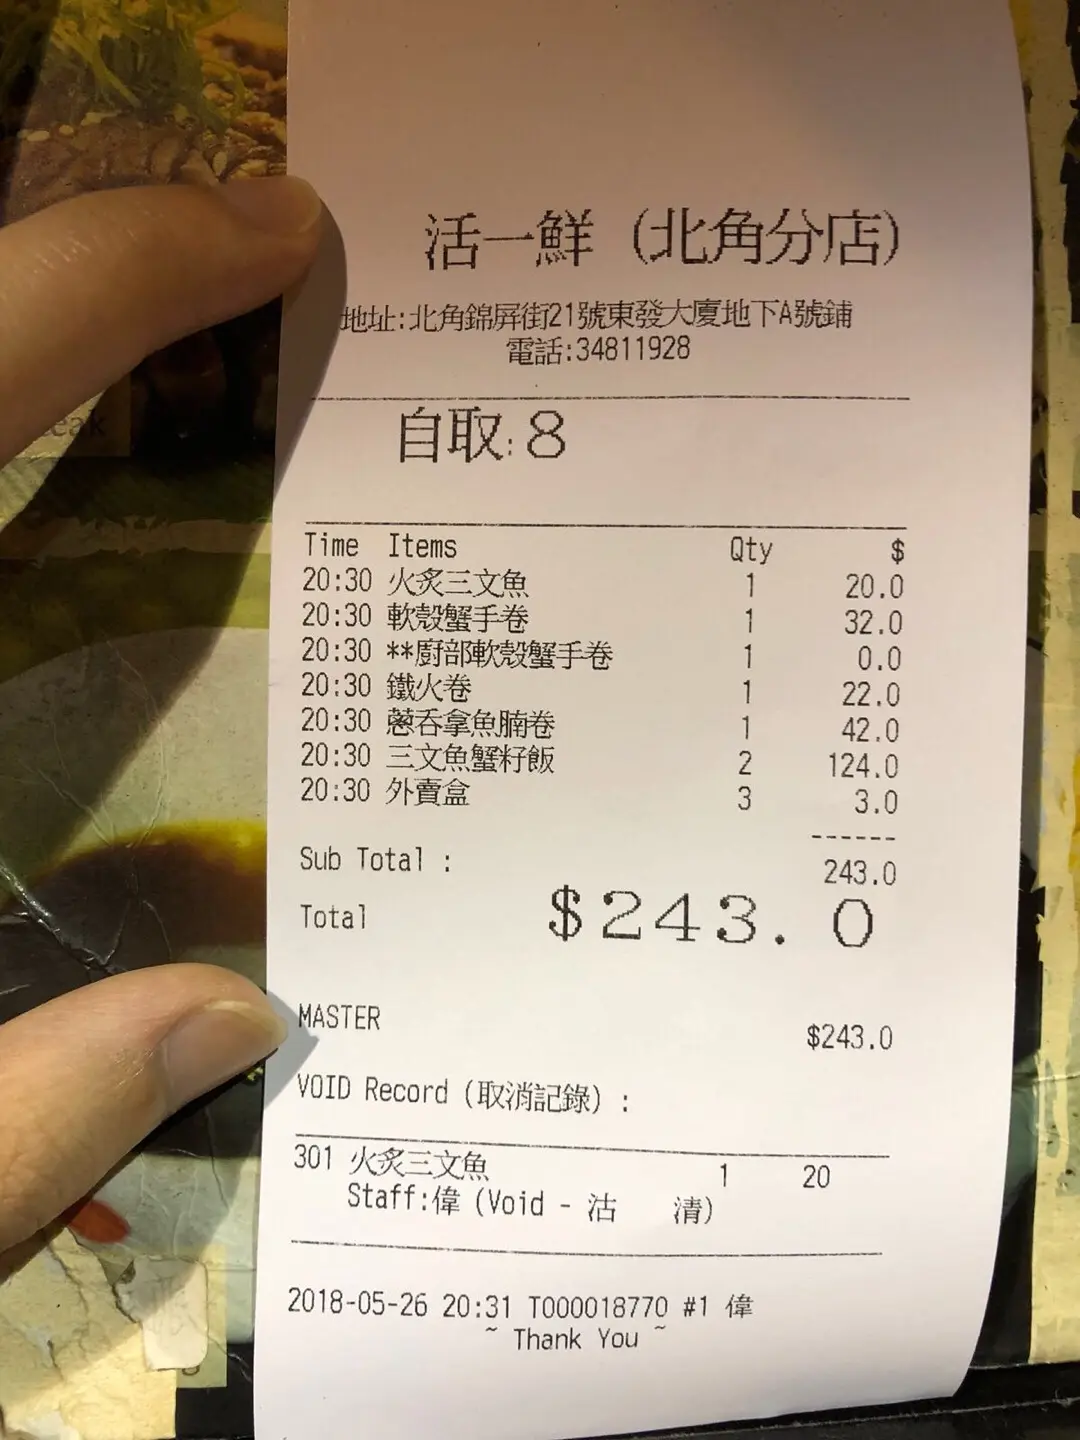 活一鮮 (北角分店)
地址:北角錦屏街21號東發大廈地下A號鋪
電話:34811928
自取:8
Time Items Qty $
20:30 火炙三文魚 1 20.0
20:30 軟殼蟹手卷 1 32.0
20:30 **廚部軟殼蟹手卷 1 0.0
20:30 鐵火卷 1 22.0
20:30 蔥吞拿魚腩卷 1 42.0
20:30 三文魚蟹籽飯 2 124.0
20:30 外賣盒 3 3.0
------
Sub Total : 243.0
Total $243.0
MASTER $243.0
VOID Record (取消記錄) :
301 火炙三文魚 1 20
Staff:偉 (Void - 沽 清)
2018-05-26 20:31 T000018770 #1 偉
~ Thank You ~